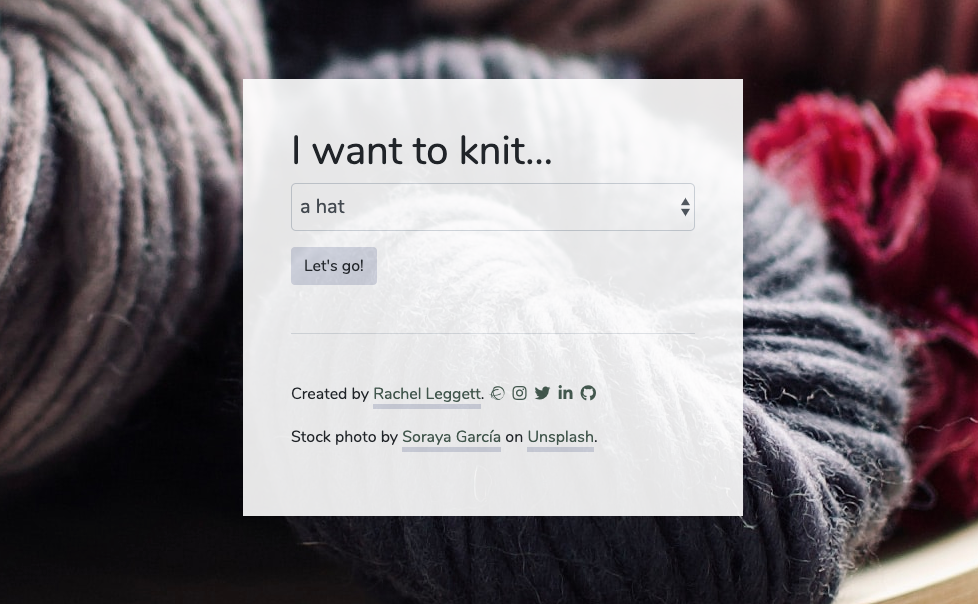 I want to knit...
a hat
Let's go!
Created by Rachel Leggett.
Stock photo by Soraya García on Unsplash.